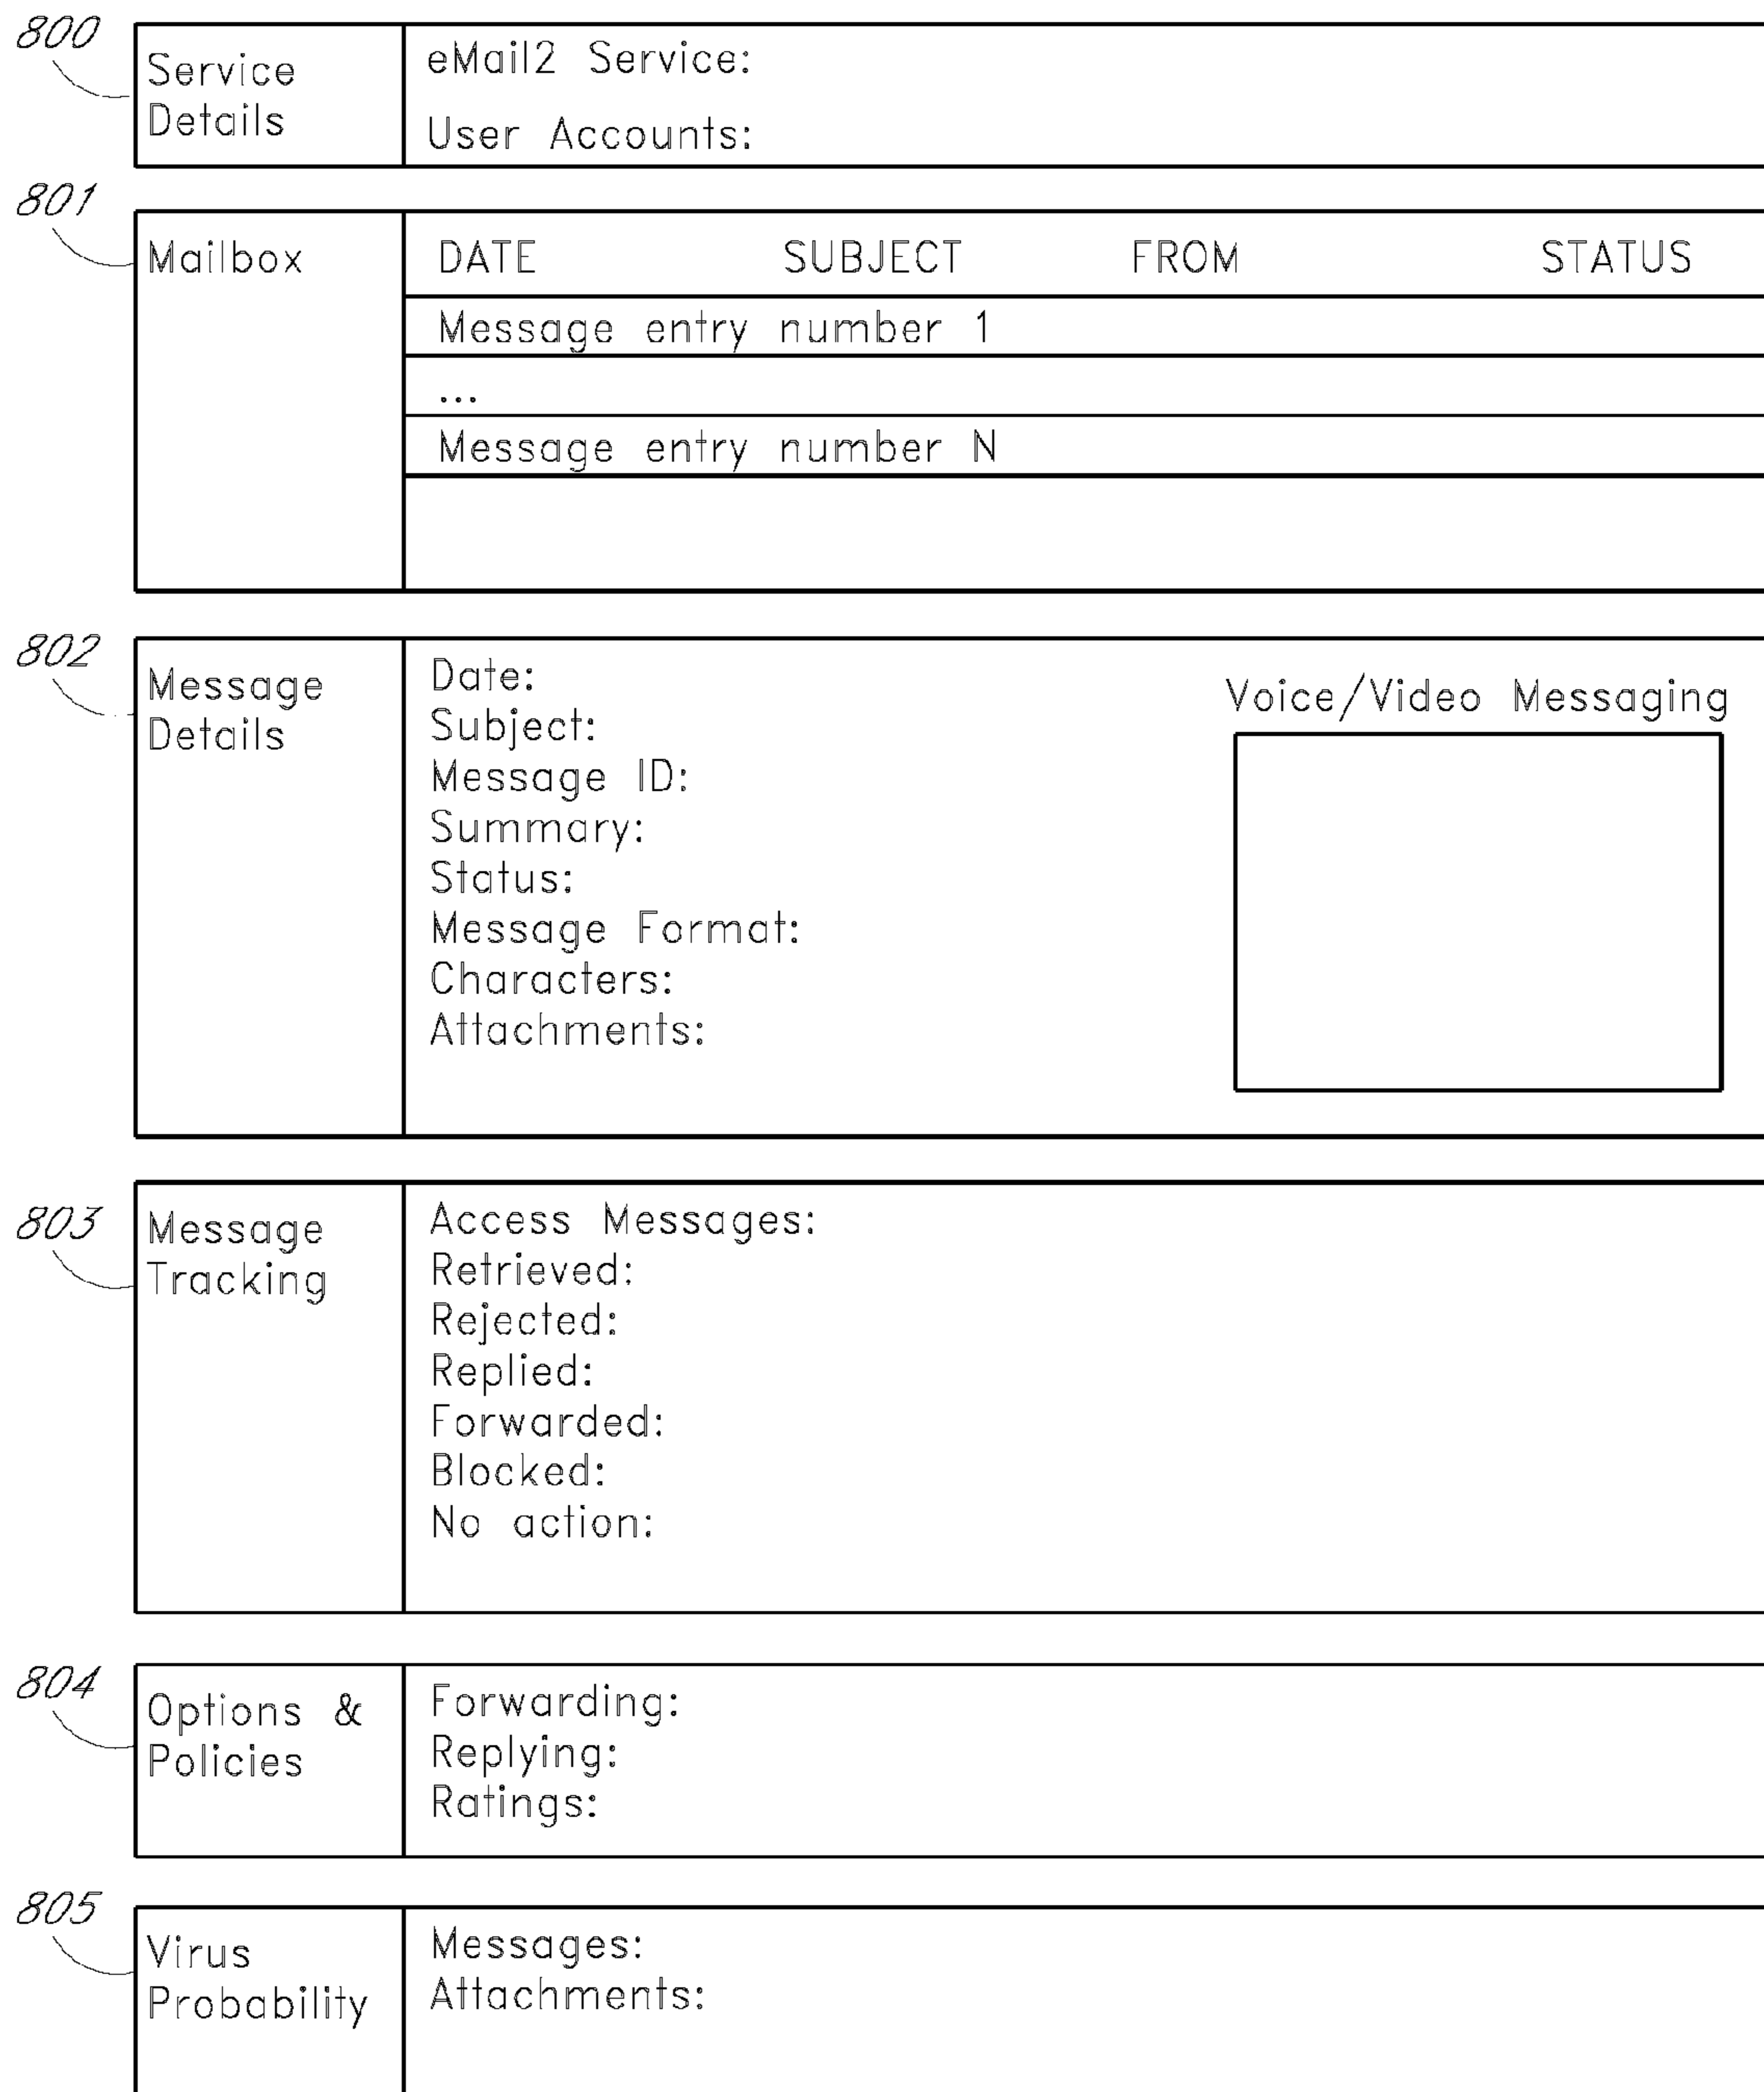 800
Service
Details
eMail2 Service:
User Accounts:
801
Mailbox
DATE SUBJECT FROM STATUS
Message entry number 1
...
Message entry number N
802
Message
Details
Date:
Subject:
Message ID:
Summary:
Status:
Message Format:
Characters:
Attachments:
Voice/Video Messaging
803
Message
Tracking
Access Messages:
Retrieved:
Rejected:
Replied:
Forwarded:
Blocked:
No action:
804
Options &
Policies
Forwarding:
Replying:
Ratings:
805
Virus
Probability
Messages:
Attachments: